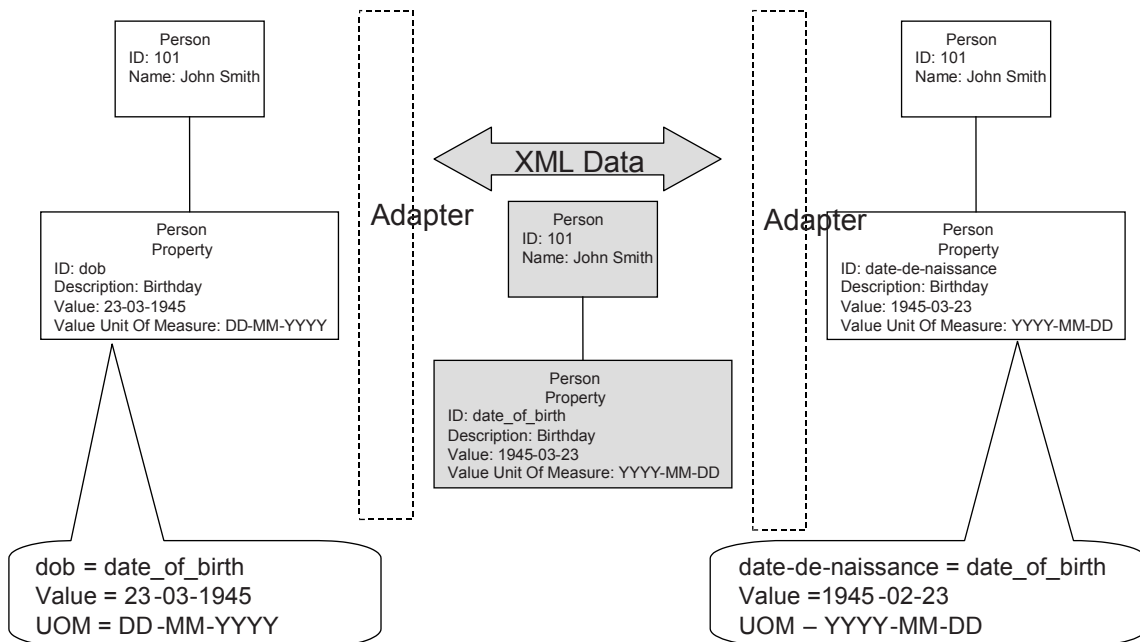 Person
ID: 101
Name: John Smith
Person
Property
ID: dob
Description: Birthday
Value: 23-03-1945
Value Unit Of Measure: DD-MM-YYYY
dob = date_of_birth
Value = 23-03-1945
UOM = DD-MM-YYYY
Adapter
XML Data
Person
ID: 101
Name: John Smith
Person
Property
ID: date_of_birth
Description: Birthday
Value: 1945-03-23
Value Unit Of Measure: YYYY-MM-DD
Adapter
Person
ID: 101
Name: John Smith
Person
Property
ID: date-de-naissance
Description: Birthday
Value: 1945-03-23
Value Unit Of Measure: YYYY-MM-DD
date-de-naissance = date_of_birth
Value =1945-02-23
UOM – YYYY-MM-DD